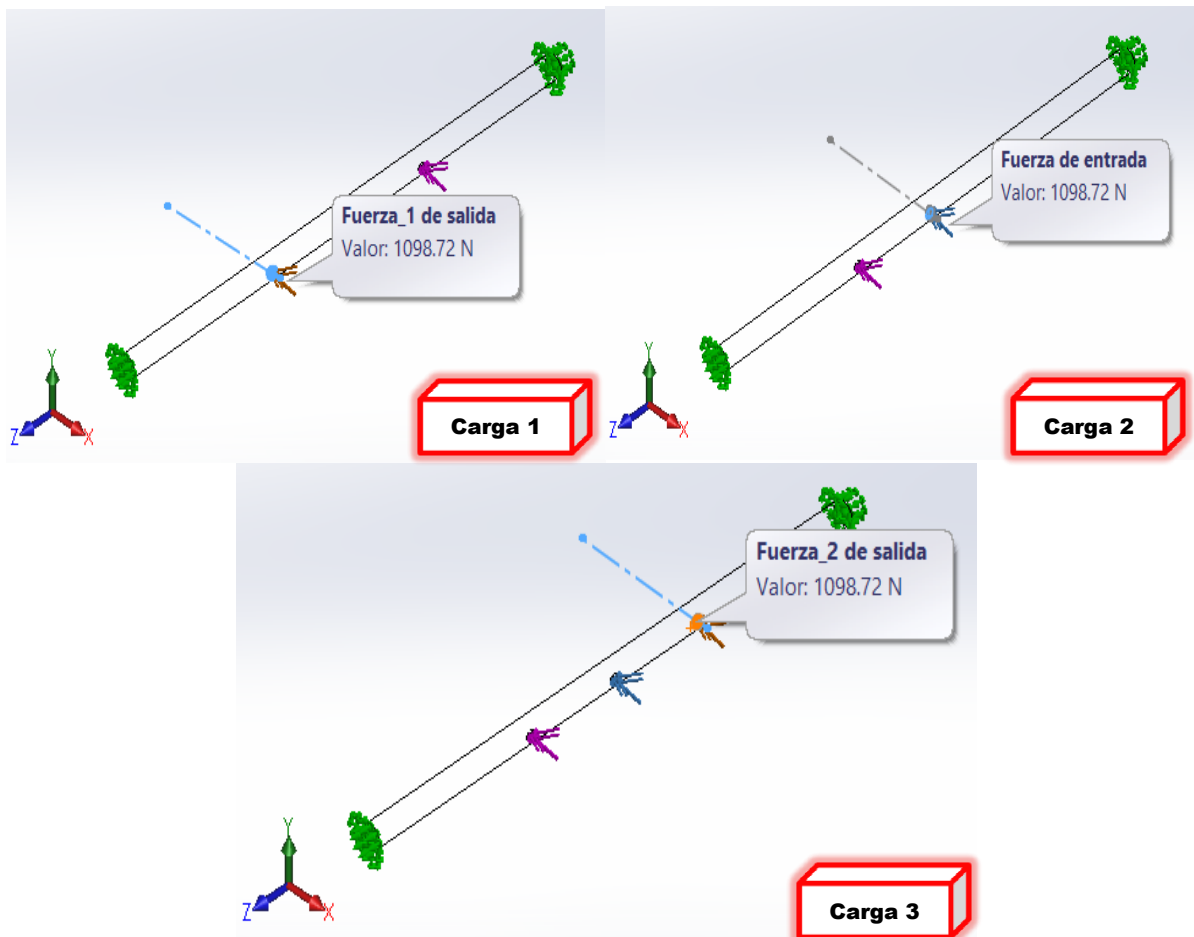 Fuerza_1 de salida
Valor: 1098.72 N
Y
Z
X
Carga 1
Fuerza de entrada
Valor: 1098.72 N
Y
Z
X
Carga 2
Fuerza_2 de salida
Valor: 1098.72 N
Y
Z
X
Carga 3